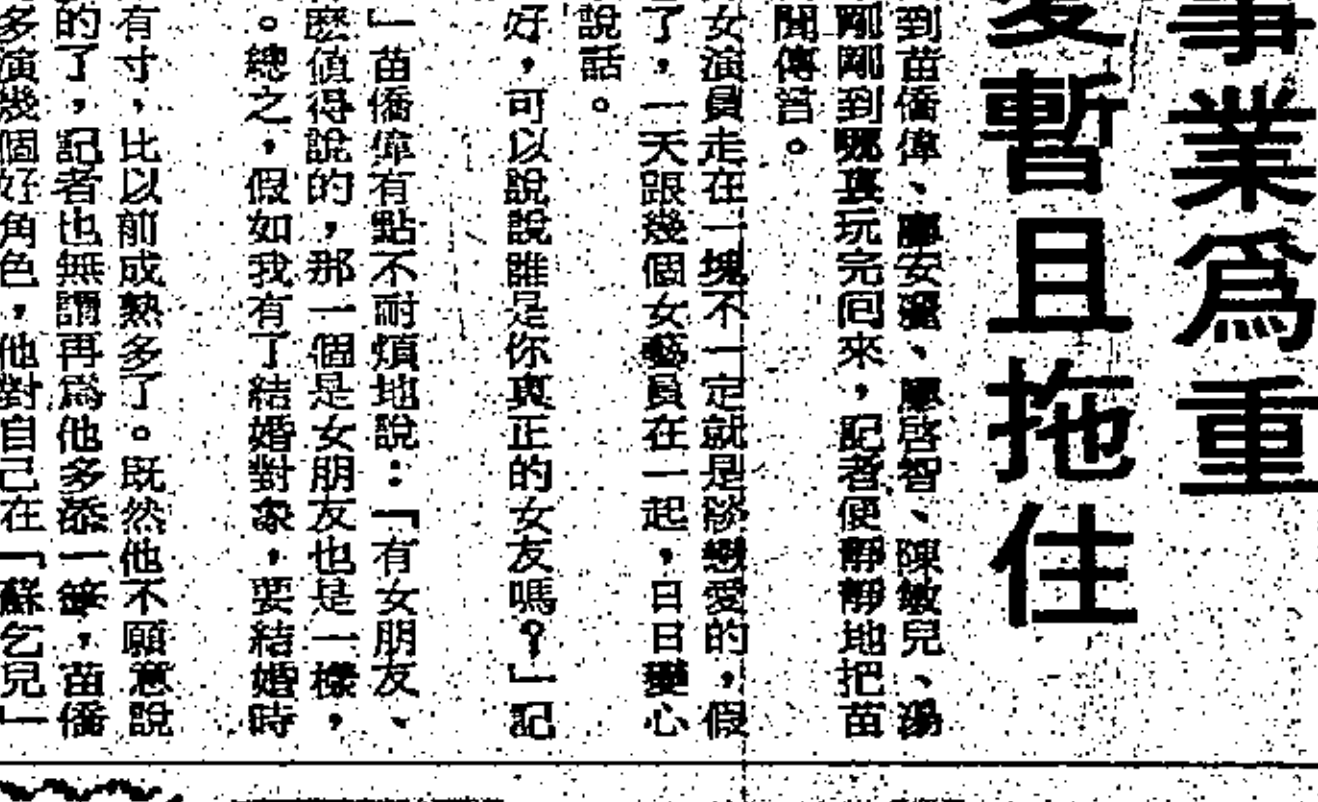 事業爲重
愛暫且拖住
到苗僑偉、廖安麗、陳啓智、陳敏兒、湯
剛剛到玩完回來，記者便靜靜地把苗
聞傳言。
女演員走在一塊不一定就是談戀愛的，假
了，一天跟幾個女藝員在一起，日日變心
說話。
好，可以說說誰是你真正的女友嗎？」記
」苗僑偉有點不耐煩地說：「有女朋友、
麽值得說的，那一個是女朋友也是一樣，
。總之，假如我有了結婚對象，要結婚時
有寸，比以前成熟多了。既然他不願意說
的了，記者也無謂再爲他多添一筆，苗僑
多演幾個好角色，他對自己在「蘇乞兒」